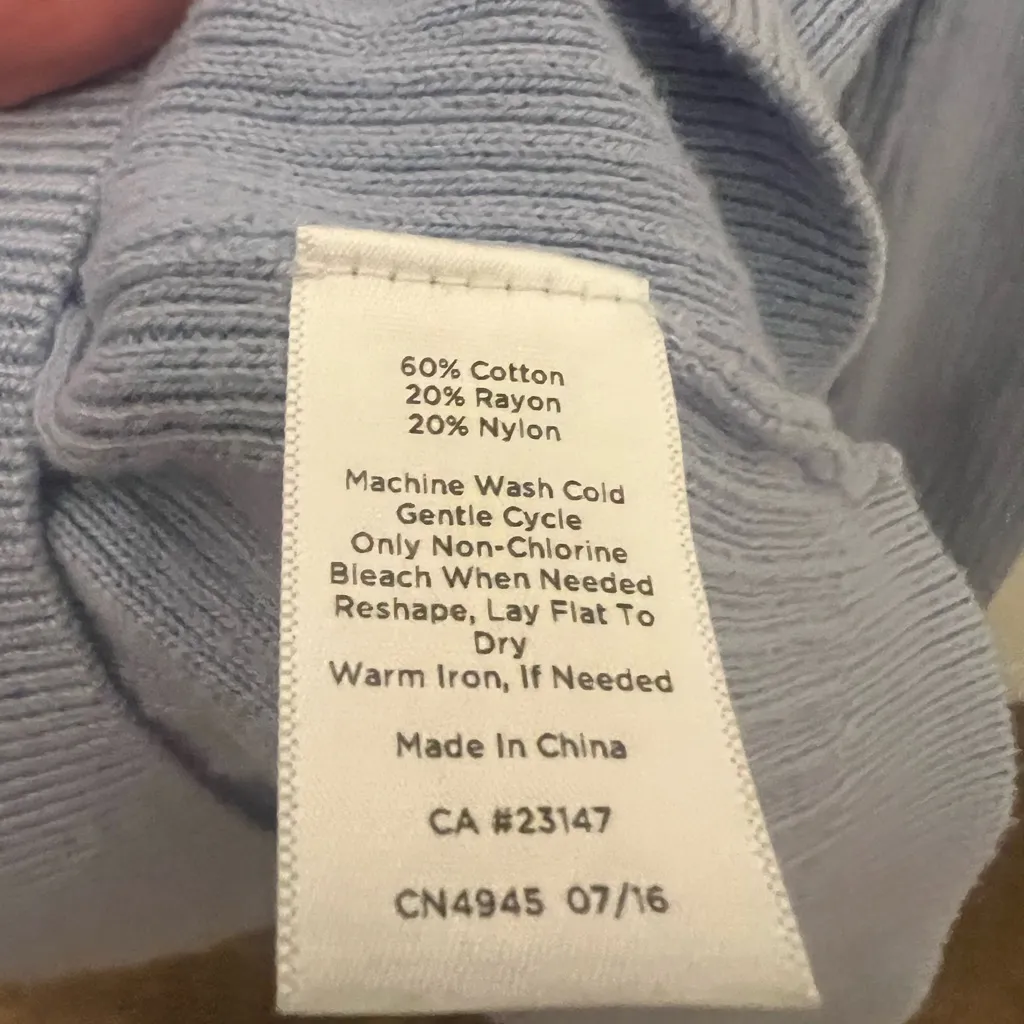 60% Cotton
20% Rayon
20% Nylon
Machine Wash Cold
Gentle Cycle
Only Non-Chlorine
Bleach When Needed
Reshape, Lay Flat To
Dry
Warm Iron, If Needed
Made In China
CA #23147
CN4945 07/16